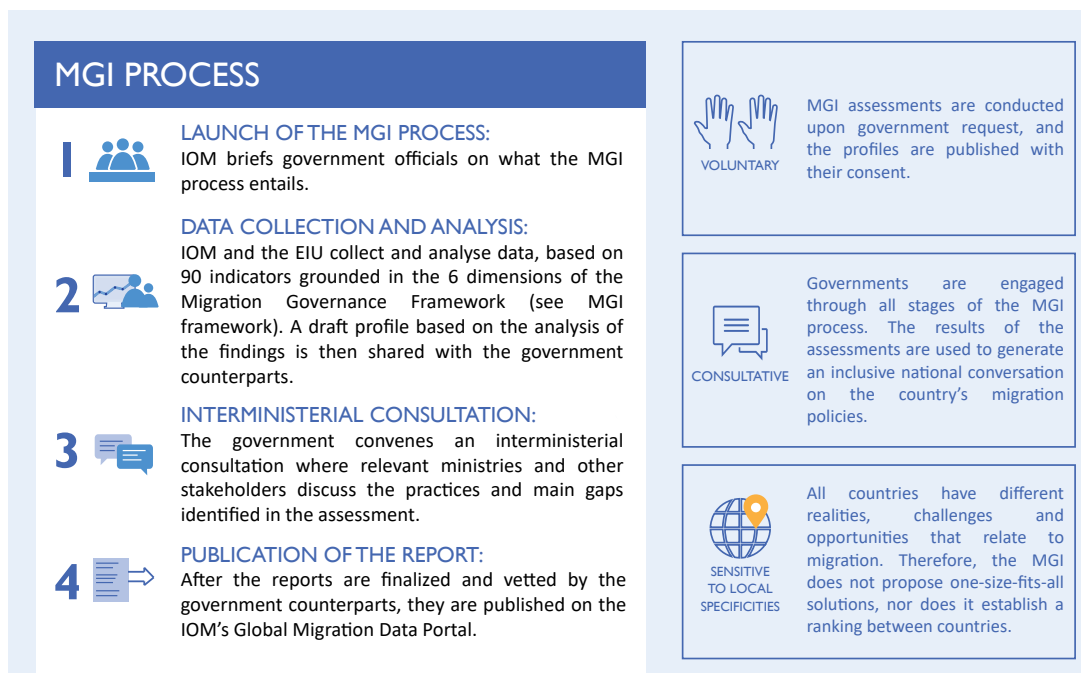 MGI PROCESS
1
LAUNCH OF THE MGI PROCESS:
IOM briefs government officials on what the MGI
process entails.
2
DATA COLLECTION AND ANALYSIS:
IOM and the EIU collect and analyse data, based on
90 indicators grounded in the 6 dimensions of the
Migration Governance Framework (see MGI
framework). A draft profile based on the analysis of
the findings is then shared with the government
counterparts.
3
INTERMINISTERIAL CONSULTATION:
The government convenes an interministerial
consultation where relevant ministries and other
stakeholders discuss the practices and main gaps
identified in the assessment.
4
PUBLICATION OF THE REPORT:
After the reports are finalized and vetted by the
government counterparts, they are published on the
IOM’s Global Migration Data Portal.
VOLUNTARY
MGI assessments are conducted
upon government request, and
the profiles are published with
their consent.
CONSULTATIVE
Governments are engaged
through all stages of the MGI
process. The results of the
assessments are used to generate
an inclusive national conversation
on the country’s migration
policies.
SENSITIVE
TO LOCAL
SPECIFICITIES
All countries have different
realities, challenges and
opportunities that relate to
migration. Therefore, the MGI
does not propose one-size-fits-all
solutions, nor does it establish a
ranking between countries.